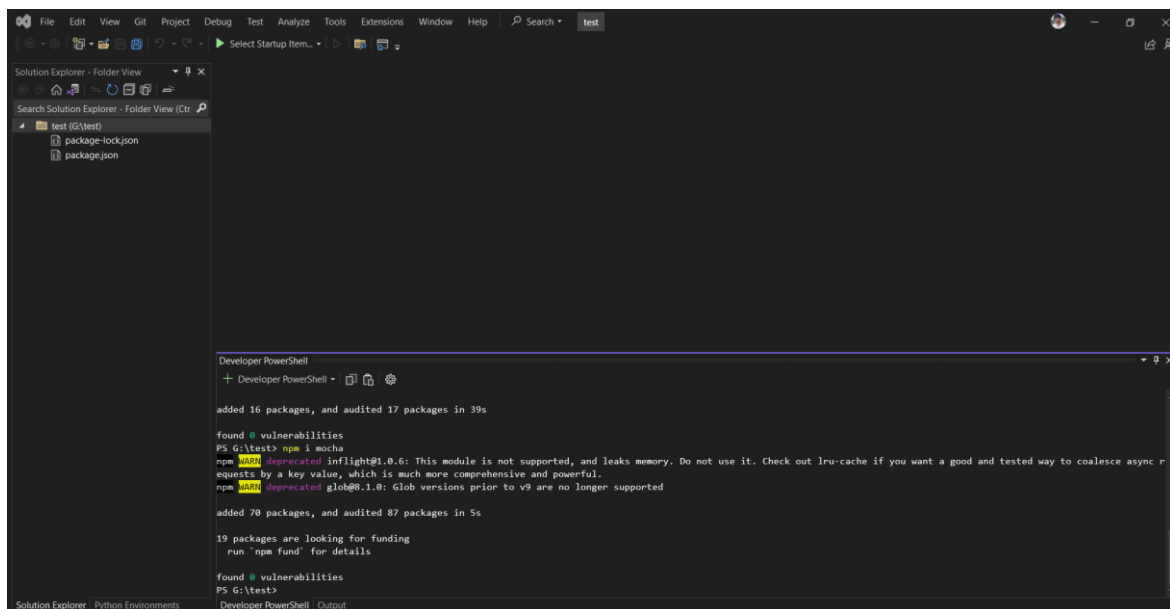 File Edit View Git Project Debug Test Analyze Tools Extensions Window Help Search test
Select Startup Item...
Solution Explorer - Folder View
Search Solution Explorer - Folder View (Ctr
test (G:\test)
package-lock.json
package.json
Developer PowerShell
Developer PowerShell
added 16 packages, and audited 17 packages in 39s
found 0 vulnerabilities
PS G:\test> npm i mocha
npm WARN deprecated inflight@1.0.6: This module is not supported, and leaks memory. Do not use it. Check out lru-cache if you want a good and tested way to coalesce async r
equests by a key value, which is much more comprehensive and powerful.
npm WARN deprecated glob@8.1.0: Glob versions prior to v9 are no longer supported
added 70 packages, and audited 87 packages in 5s
19 packages are looking for funding
run `npm fund` for details
found 0 vulnerabilities
PS G:\test>
Solution Explorer Python Environments Developer PowerShell Output